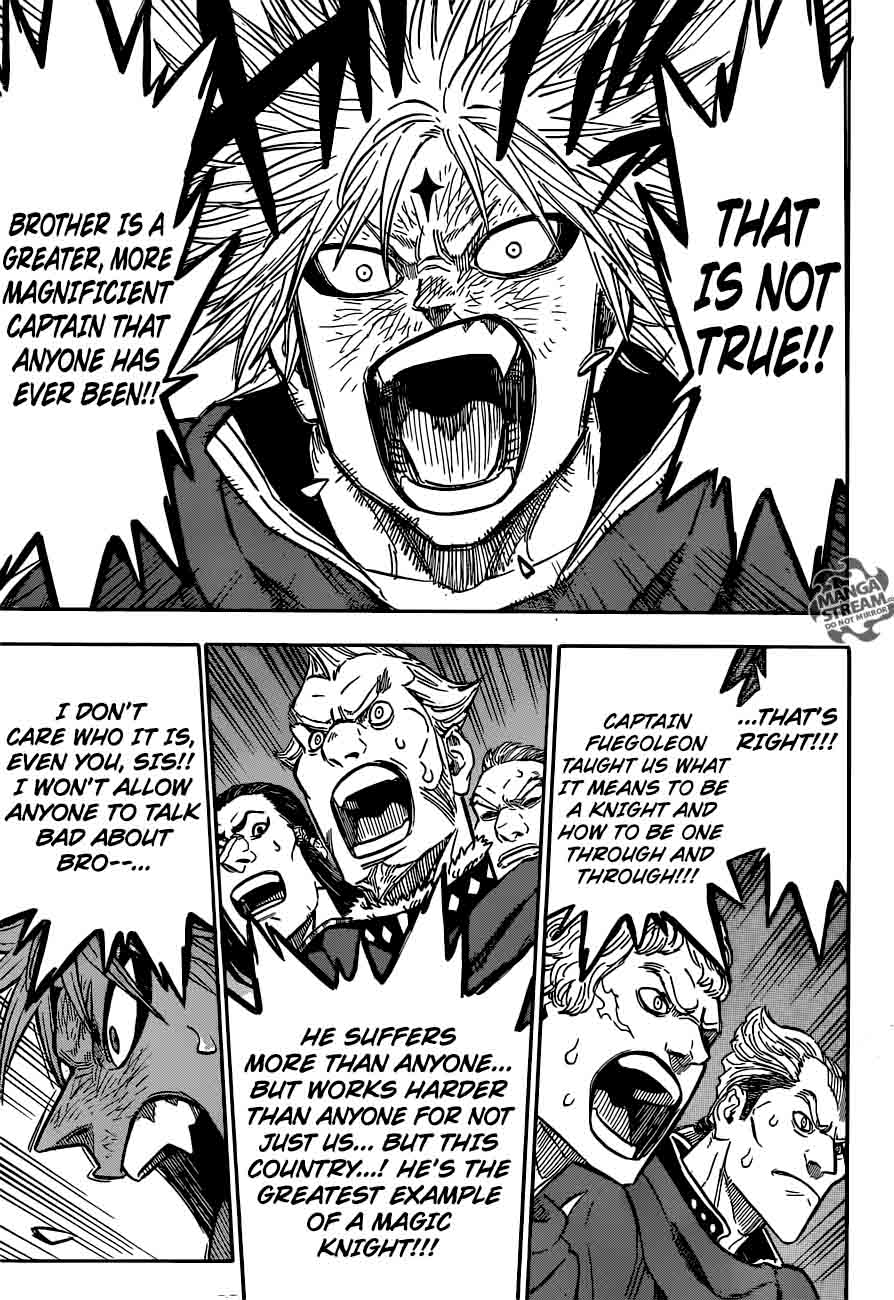 THAT
IS NOT
TRUE!!
BROTHER IS A
GREATER, MORE
MAGNIFICIENT
CAPTAIN THAT
ANYONE HAS
EVER BEEN!!
MANGA
STREAM
DO NOT MIRROR
...THAT'S
RIGHT!!!
CAPTAIN
FUEGOLEON
TAUGHT US WHAT
IT MEANS TO BE
A KNIGHT AND
HOW TO BE ONE
THROUGH AND
THROUGH!!!
HE SUFFERS
MORE THAN ANYONE...
BUT WORKS HARDER
THAN ANYONE FOR NOT
JUST US... BUT THIS
COUNTRY...! HE'S THE
GREATEST EXAMPLE
OF A MAGIC
KNIGHT!!!
I DON'T
CARE WHO IT IS,
EVEN YOU, SIS!!
I WON'T ALLOW
ANYONE TO TALK
BAD ABOUT
BRO--...